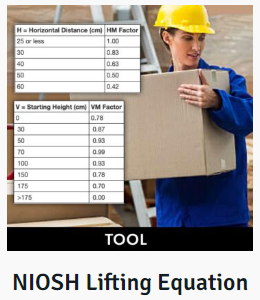 H = Horizontal Distance (cm) HM Factor
25 or less 1.00
30 0.83
40 0.63
50 0.50
60 0.42
V = Starting Height (cm) VM Factor
0 0.78
30 0.87
50 0.93
70 0.99
100 0.93
150 0.78
175 0.70
>175 0.00
TOOL
NIOSH Lifting Equation